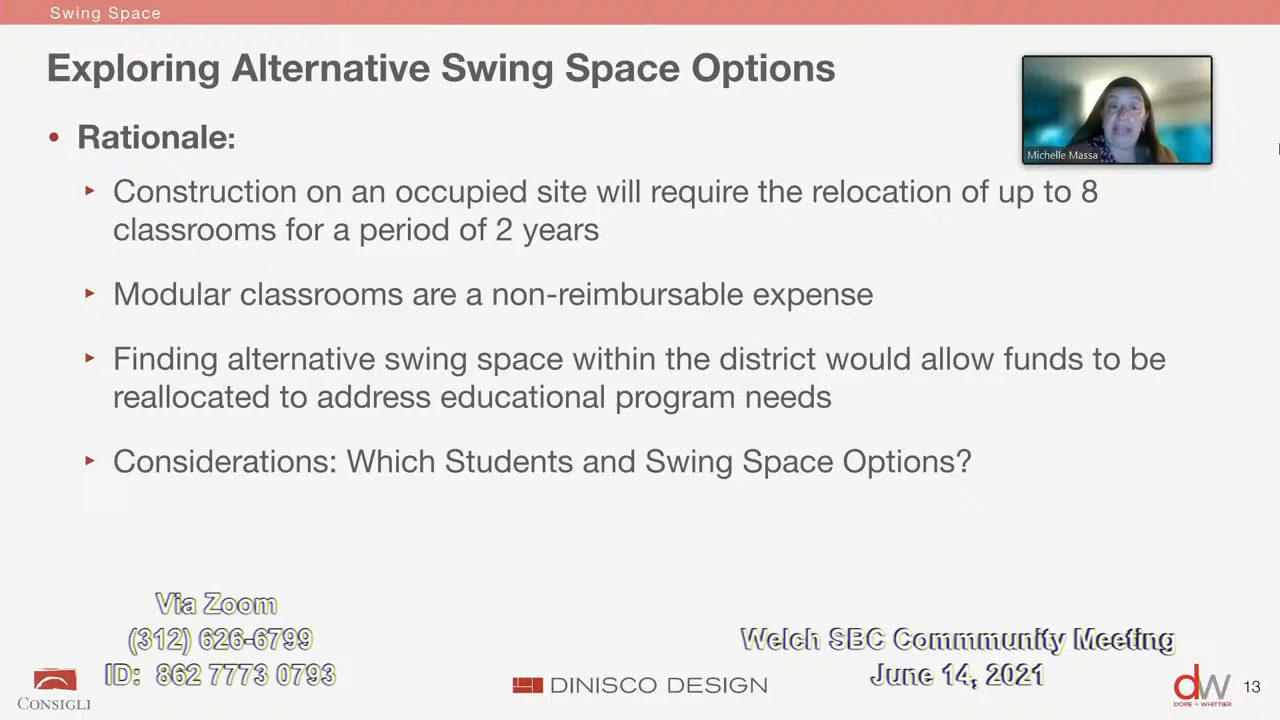 Swing Space
Exploring Alternative Swing Space Options
Michelle Massa
• Rationale:
‣ Construction on an occupied site will require the relocation of up to 8
classrooms for a period of 2 years
‣ Modular classrooms are a non-reimbursable expense
‣ Finding alternative swing space within the district would allow funds to be
reallocated to address educational program needs
‣ Considerations: Which Students and Swing Space Options?
Via Zoom
(312) 626-6799
ID: 862 7773 0793
Welch SBC Commmunity Meeting
June 14, 2021
CONSIGLI
DINISCO DESIGN
dw
DORE + WHITTIER
13